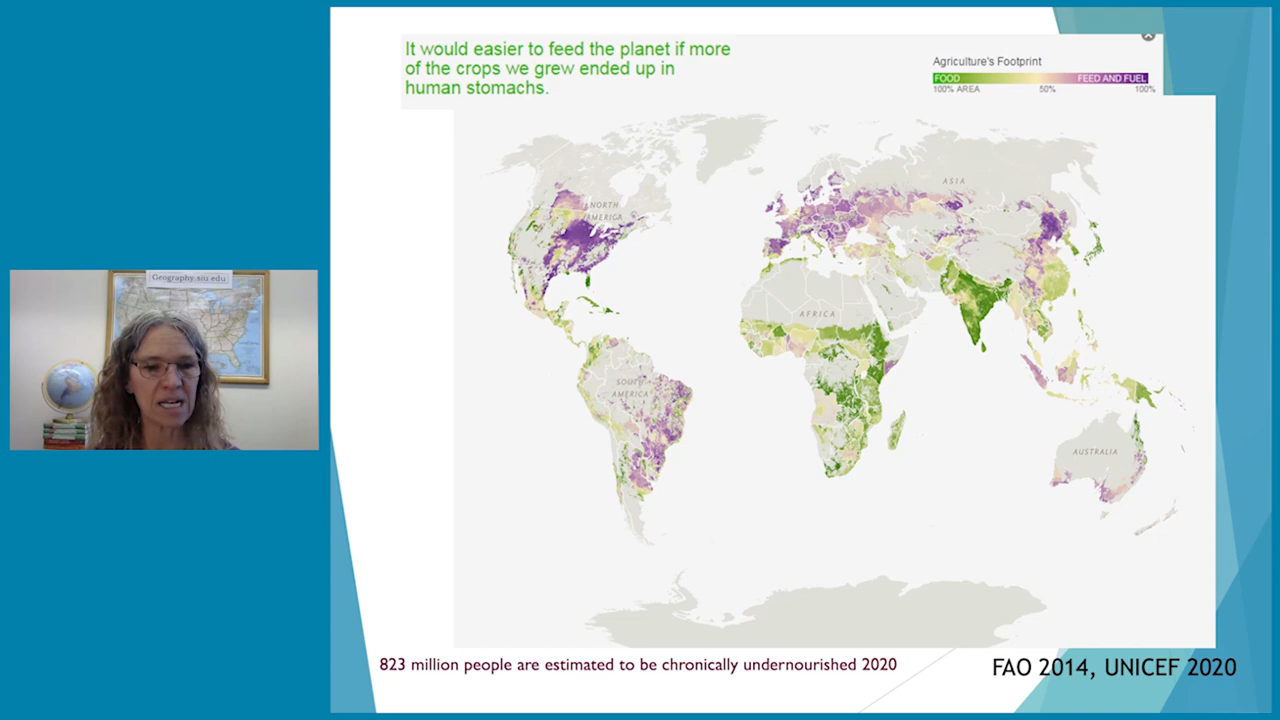 It would easier to feed the planet if more
of the crops we grew ended up in
human stomachs.
Agriculture's Footprint
FOOD FEED AND FUEL
100% AREA 50% 100%
ASIA
NORTH
AMERICA
AFRICA
SOUTH
AMERICA
AUSTRALIA
Geography.siu.edu
823 million people are estimated to be chronically undernourished 2020
FAO 2014, UNICEF 2020